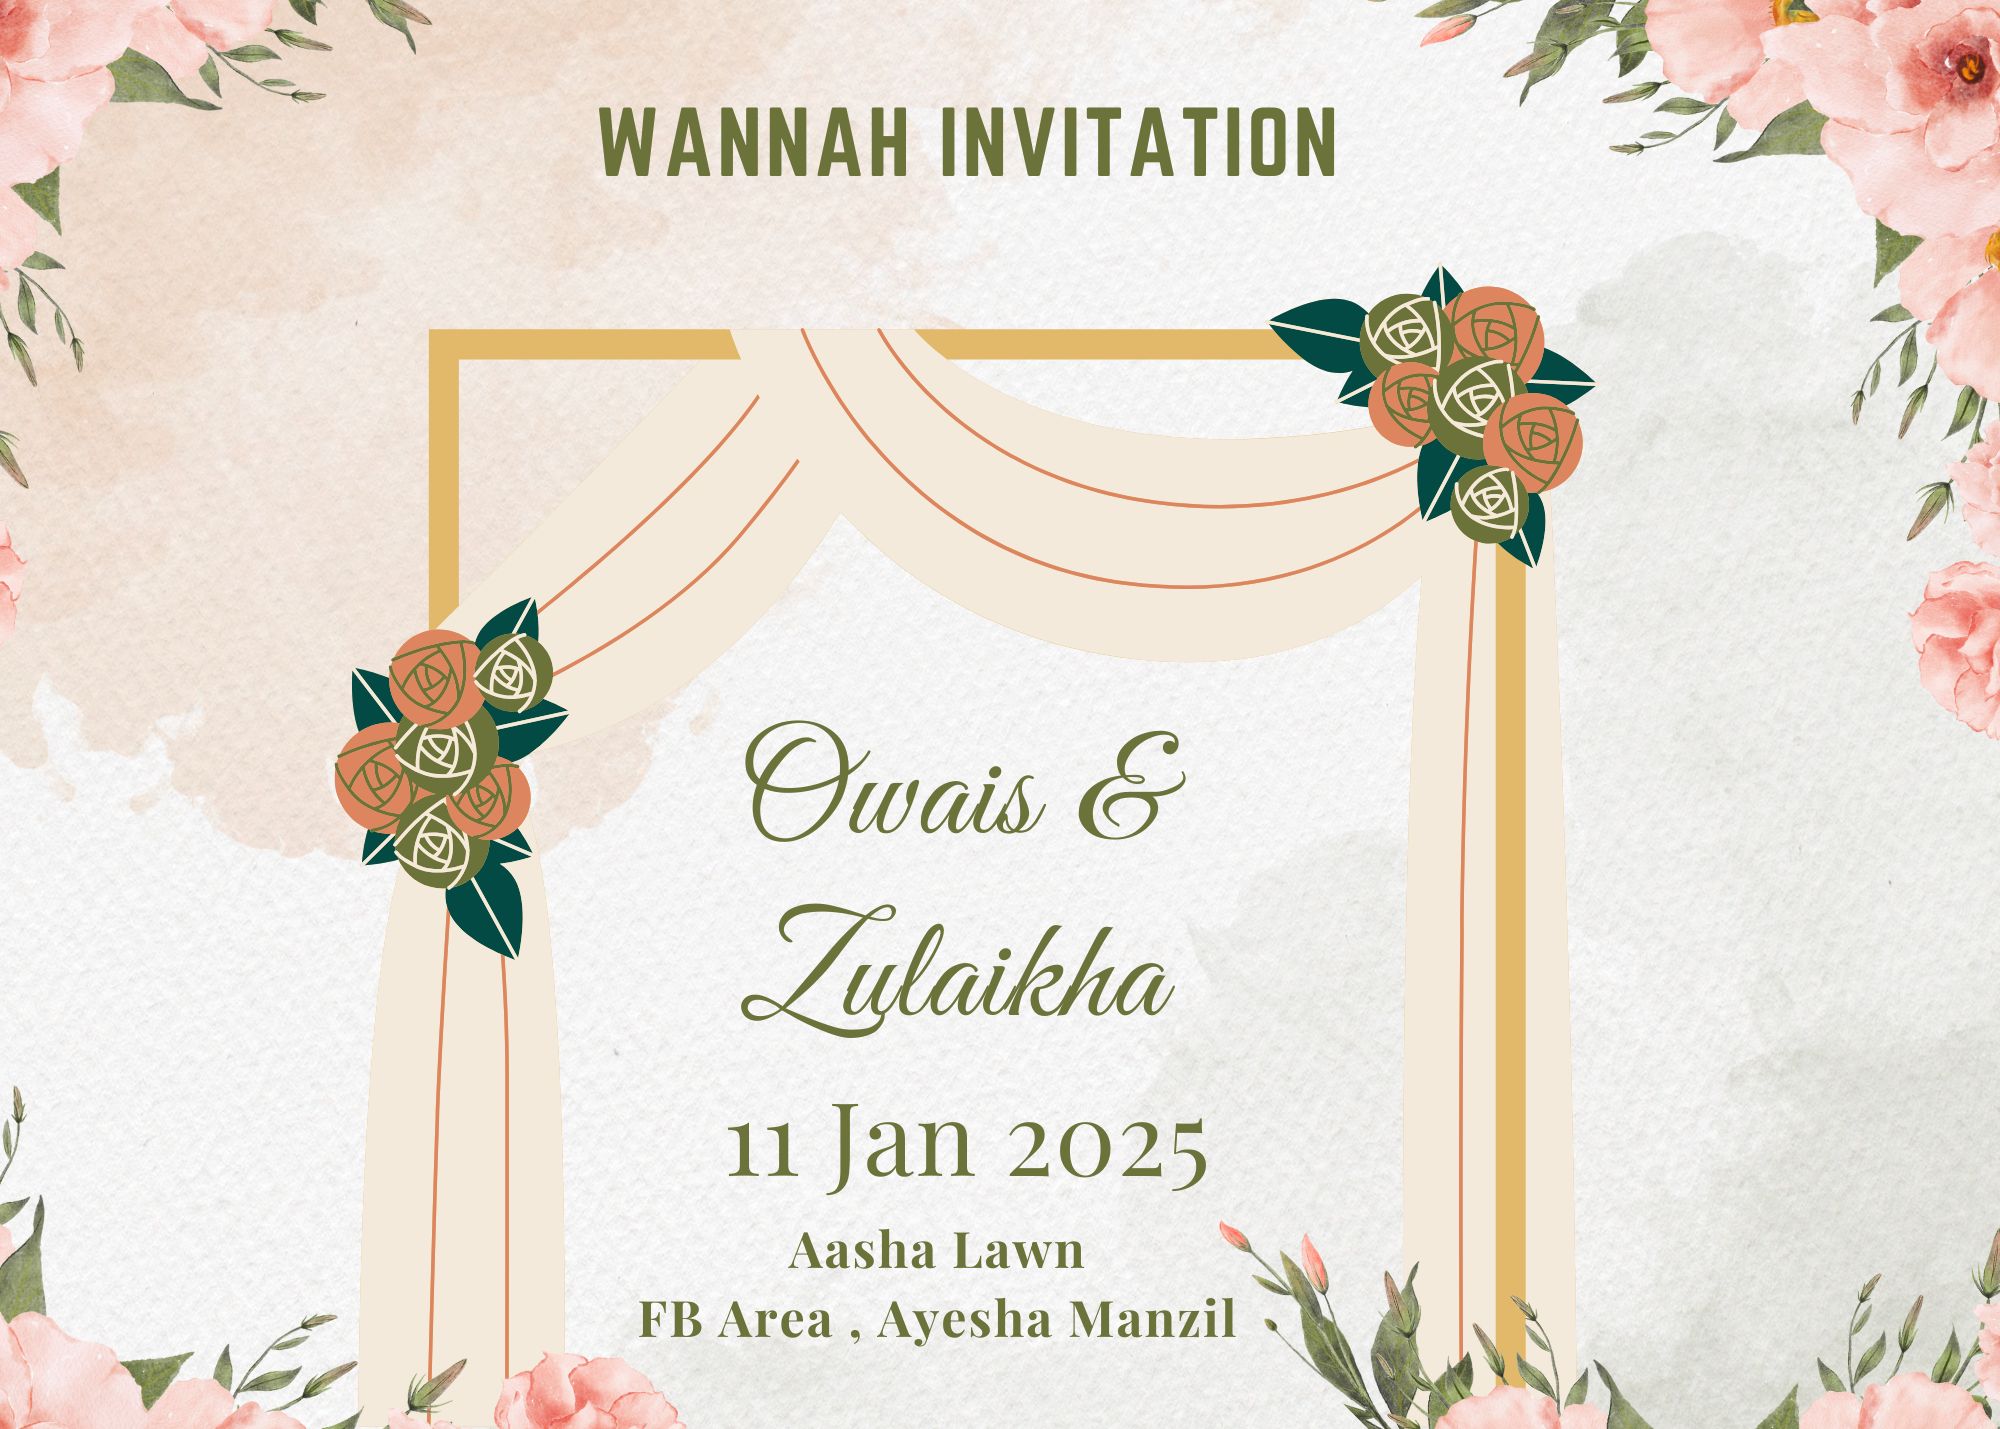 WANNAH INVITATION
Owais &
Zulaikha
11 Jan 2025
Aasha Lawn
FB Area , Ayesha Manzil